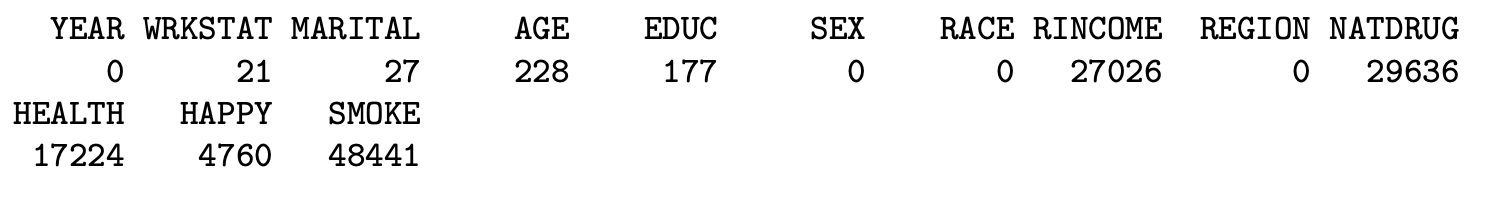 YEAR WRKSTAT MARITAL AGE EDUC SEX RACE RINCOME REGION NATDRUG
0 21 27 228 177 0 0 27026 0 29636
HEALTH HAPPY SMOKE
17224 4760 48441